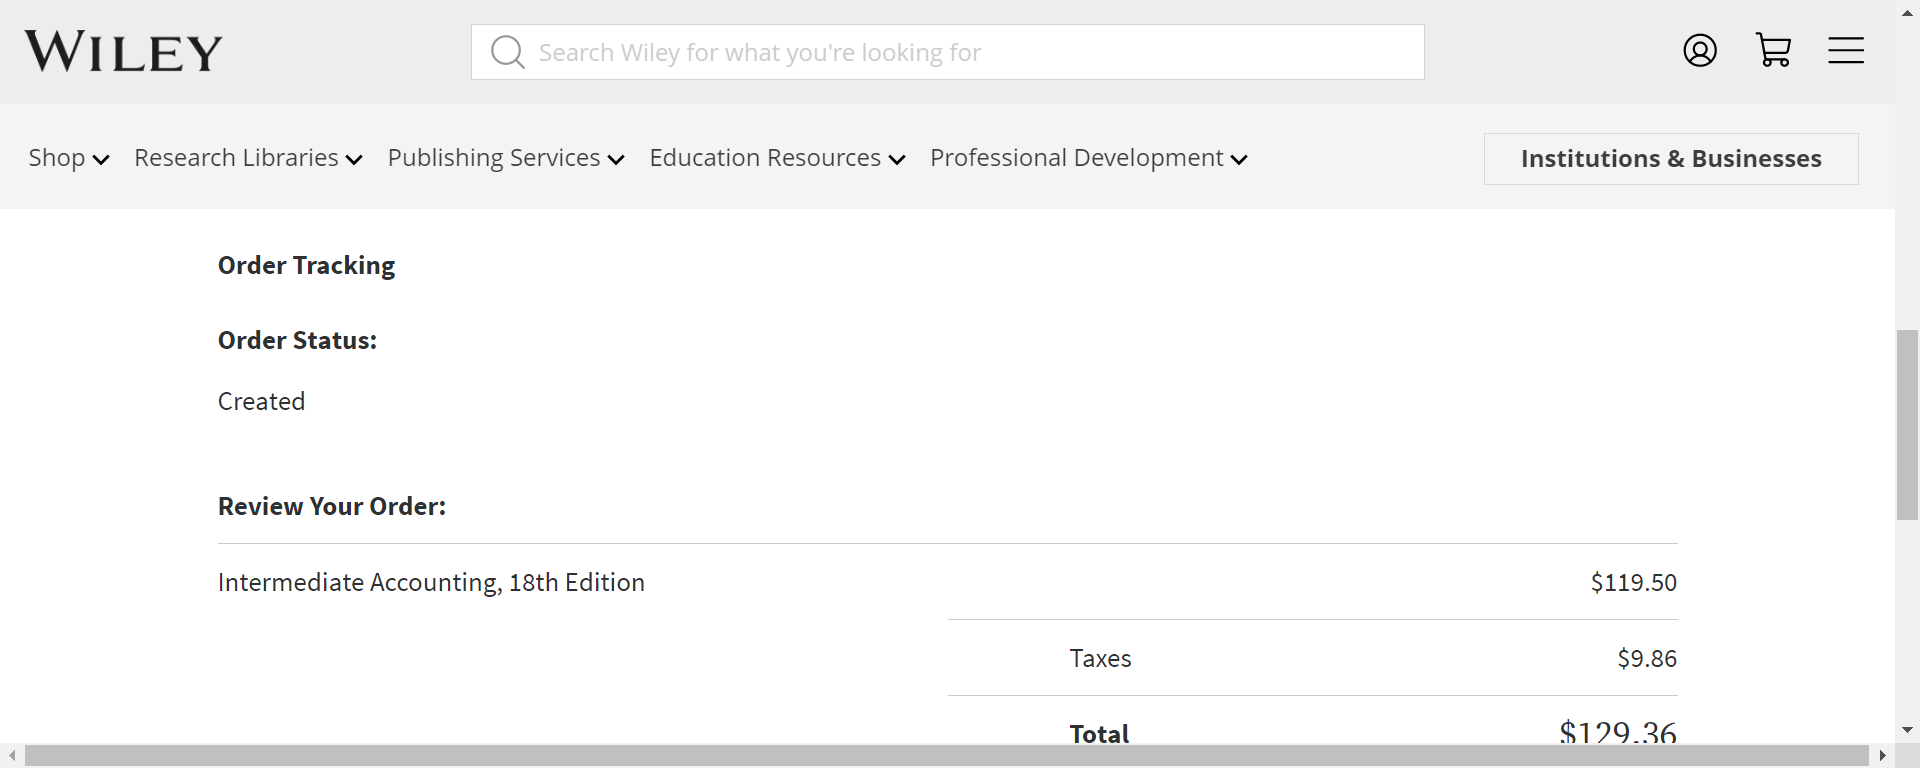 WILEY
Search Wiley for what you're looking for
Shop Research Libraries Publishing Services Education Resources Professional Development Institutions & Businesses
Order Tracking
Order Status:
Created
Review Your Order:
Intermediate Accounting, 18th Edition $119.50
Taxes $9.86
Total $129.36